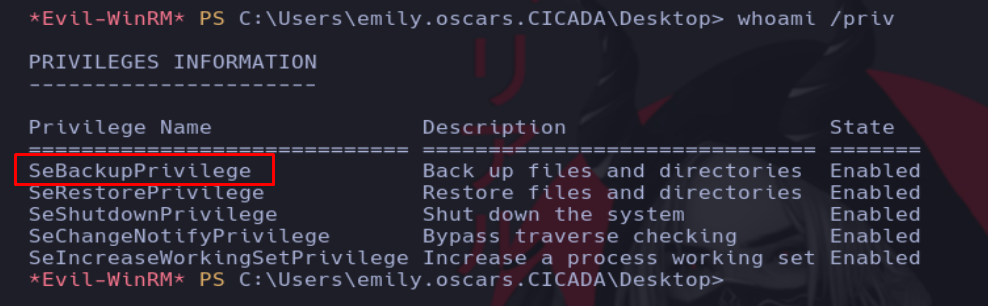 *Evil-WinRM* PS C:\Users\emily.oscars.CICADA\Desktop> whoami /priv
PRIVILEGES INFORMATION
----------------------
Privilege Name Description State
============================= ============================== =======
SeBackupPrivilege Back up files and directories Enabled
SeRestorePrivilege Restore files and directories Enabled
SeShutdownPrivilege Shut down the system Enabled
SeChangeNotifyPrivilege Bypass traverse checking Enabled
SeIncreaseWorkingSetPrivilege Increase a process working set Enabled
*Evil-WinRM* PS C:\Users\emily.oscars.CICADA\Desktop>